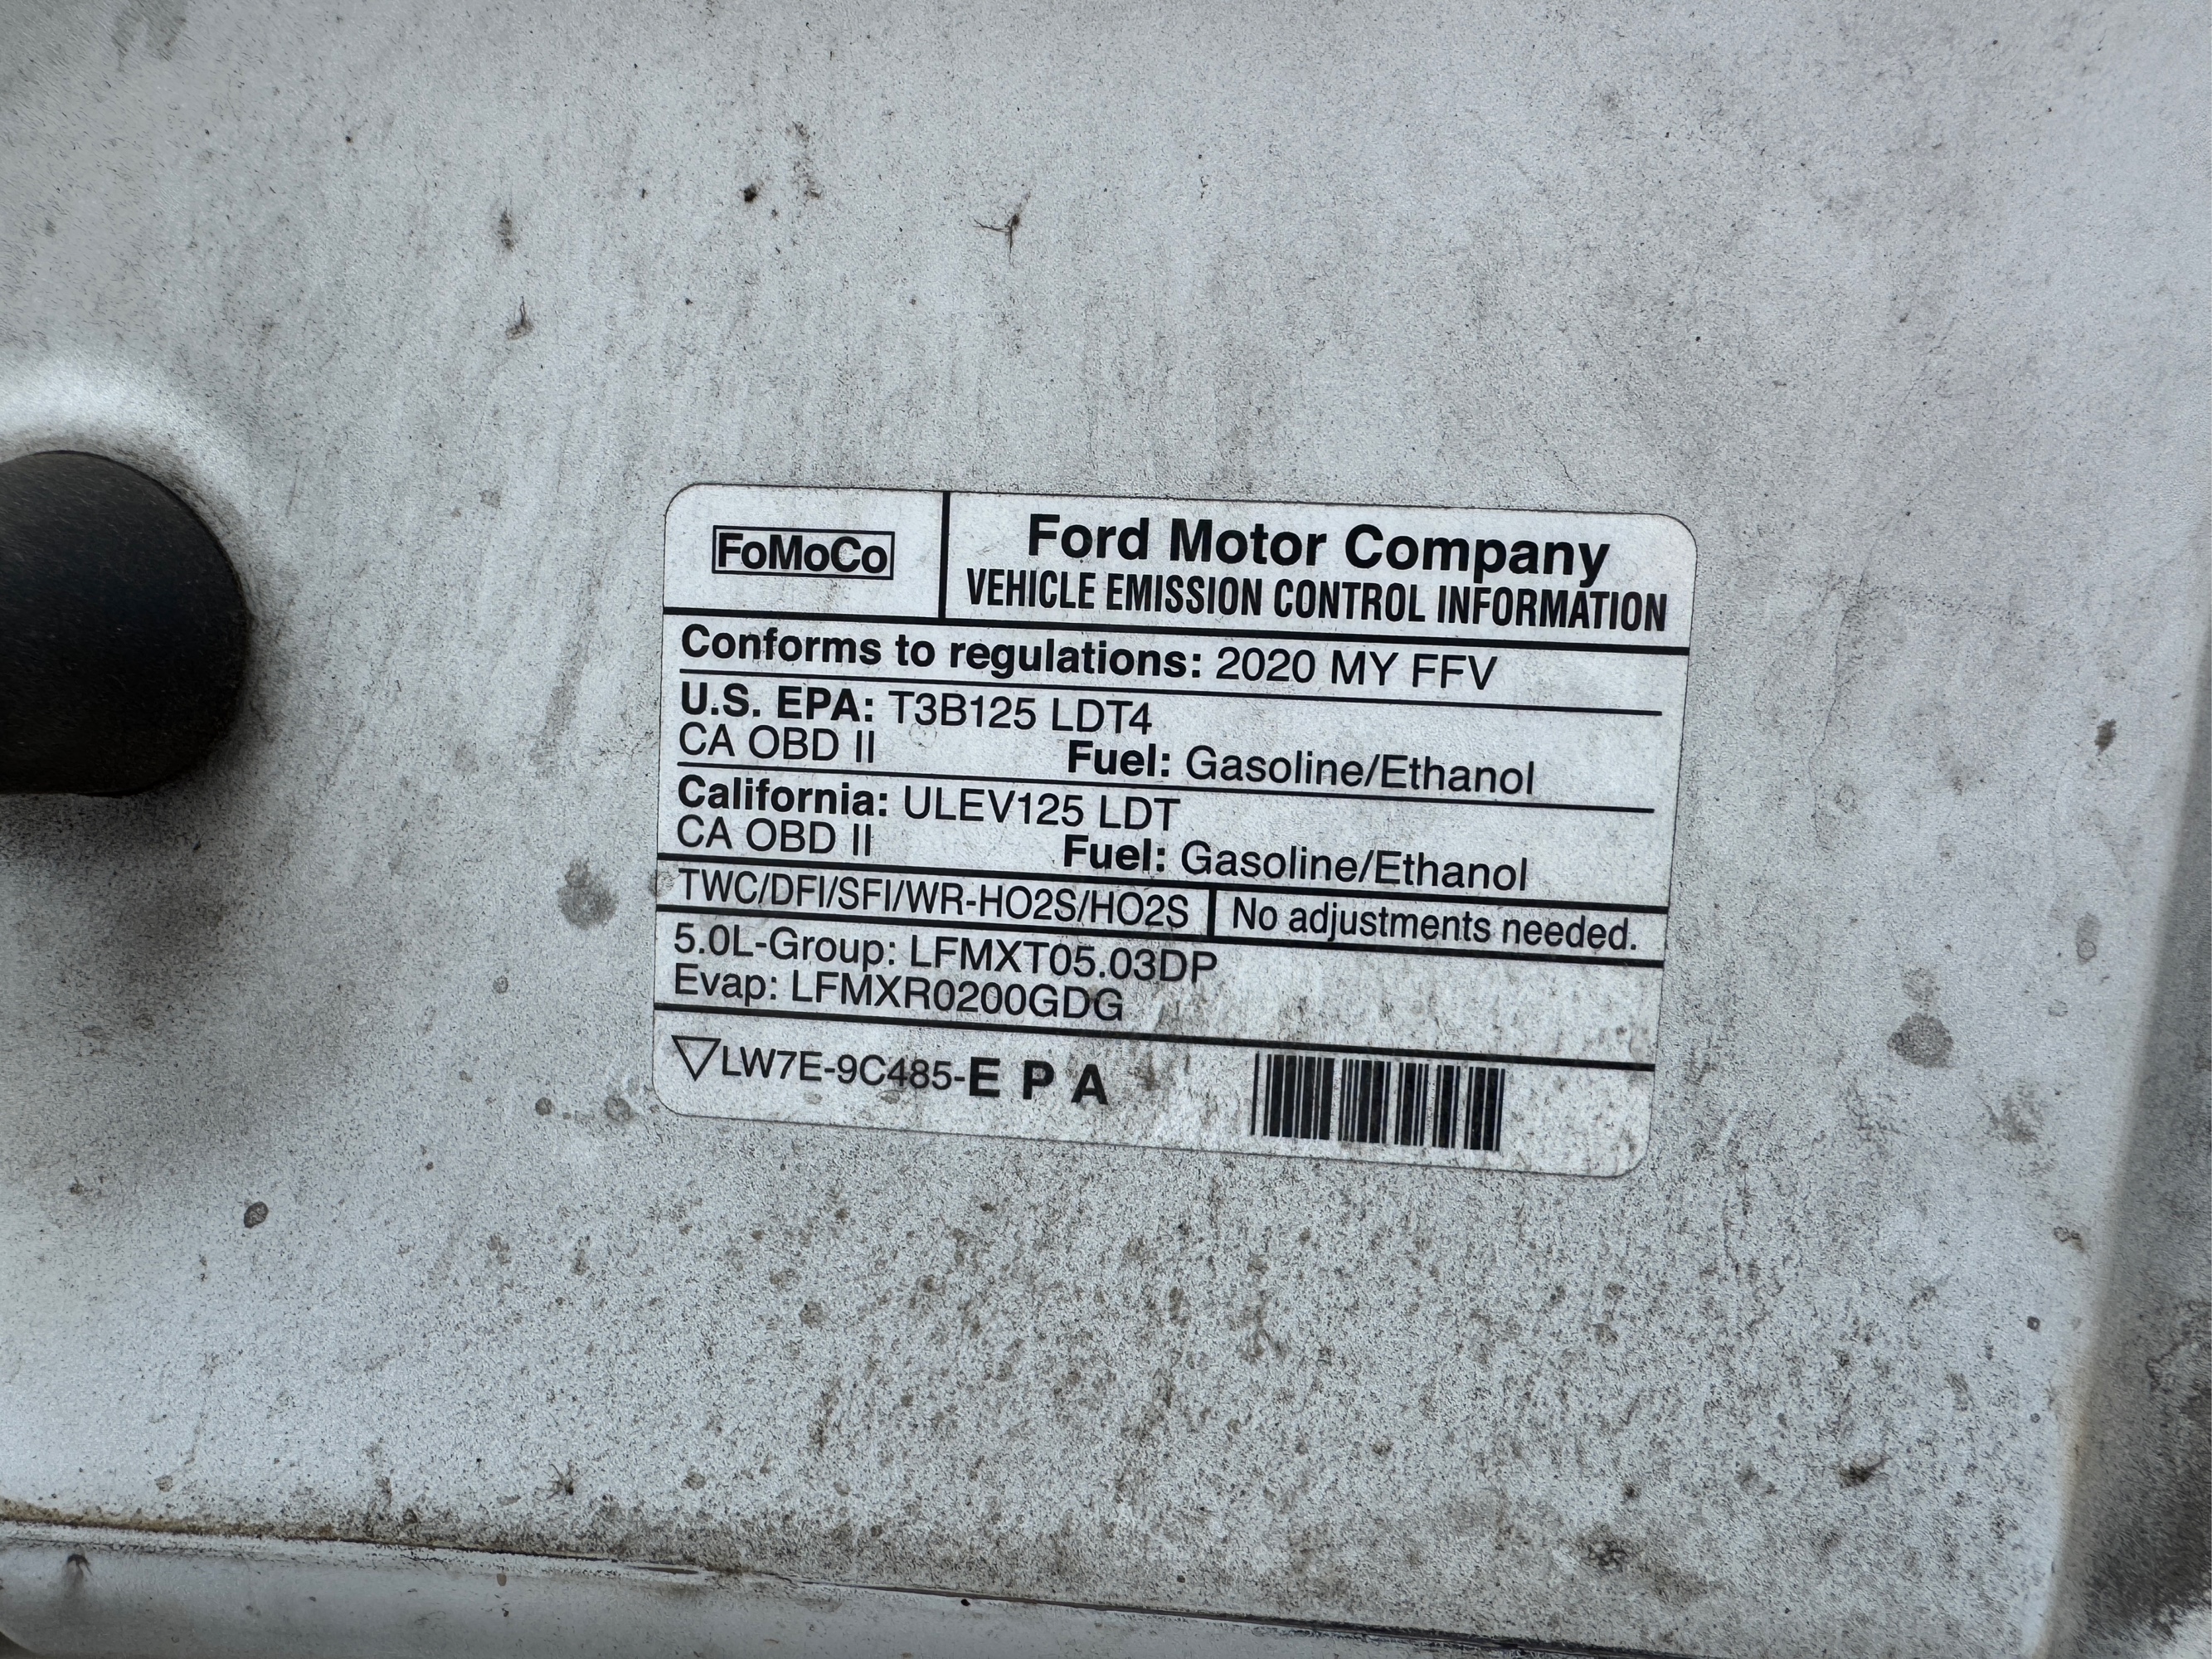 FoMoCo
Ford Motor Company
VEHICLE EMISSION CONTROL INFORMATION
Conforms to regulations: 2020 MY FFV
U.S. EPA: T3B125 LDT4
CA OBD II Fuel: Gasoline/Ethanol
California: ULEV125 LDT
CA OBD II Fuel: Gasoline/Ethanol
TWC/DFI/SFI/WR-HO2S/HO2S No adjustments needed.
5.0L-Group: LFMXT05.03DP
Evap: LFMXR0200GDG
▽LW7E-9C485-E P A